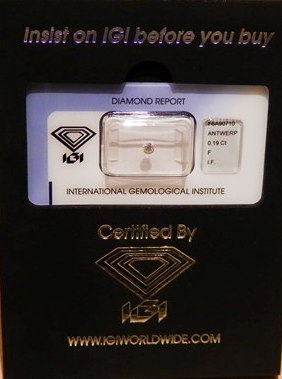 Insist on IGI before you buy
DIAMOND REPORT
IGI
F6A90710
ANTWERP
0.19 Ct
F
I.F.
INTERNATIONAL GEMOLOGICAL INSTITUTE
Certified By
IGI
WWW.IGIWORLDWIDE.COM